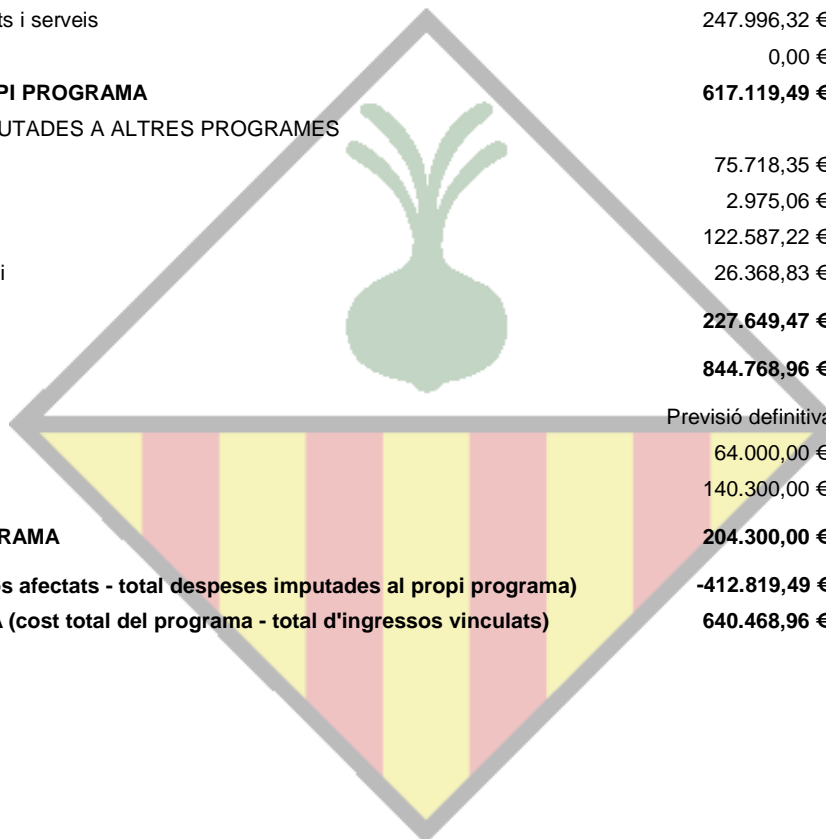 ts i serveis 247.996,32 €
0,00 €
PI PROGRAMA 617.119,49 €
UTADES A ALTRES PROGRAMES
75.718,35 €
2.975,06 €
122.587,22 €
i 26.368,83 €
227.649,47 €
844.768,96 €
Previsió definitiva
64.000,00 €
140.300,00 €
RAMA 204.300,00 €
s afectats - total despeses imputades al propi programa) -412.819,49 €
A (cost total del programa - total d'ingressos vinculats) 640.468,96 €